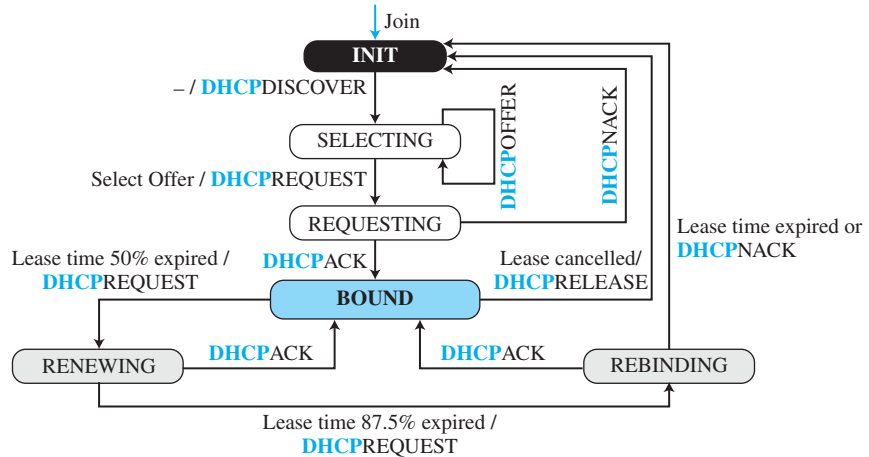 Join
INIT
– / DHCPDISCOVER
SELECTING
DHCPOFFER
DHCPNACK
Select Offer / DHCPREQUEST
REQUESTING
Lease time expired or
DHCPNACK
Lease time 50% expired /
DHCPREQUEST
DHCPACK
Lease cancelled/
DHCPRELEASE
BOUND
RENEWING
DHCPACK
DHCPACK
REBINDING
Lease time 87.5% expired /
DHCPREQUEST